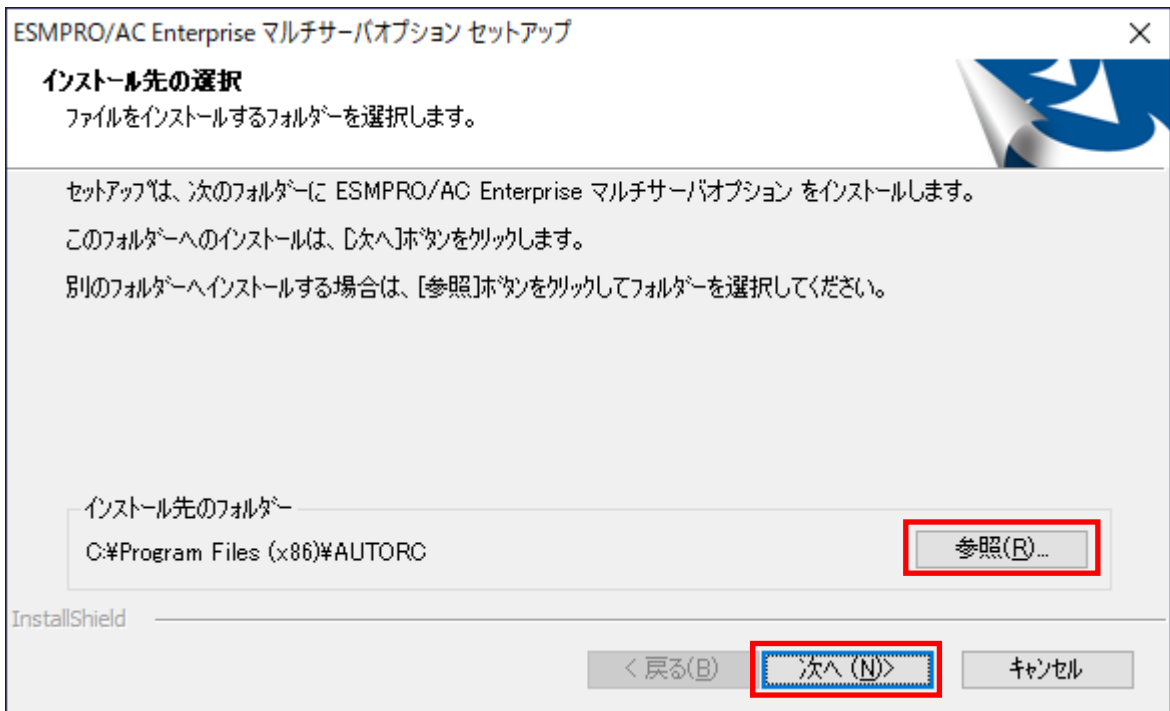 ESMPRO/AC Enterprise マルチサーバオプション セットアップ
インストール先の選択
ファイルをインストールするフォルダーを選択します。
セットアップは、次のフォルダーに ESMPRO/AC Enterprise マルチサーバオプション をインストールします。
このフォルダーへのインストールは、[次へ]ボタンをクリックします。
別のフォルダーへインストールする場合は、[参照]ボタンをクリックしてフォルダーを選択してください。
インストール先のフォルダー
C:¥Program Files (x86)¥AUTORC
参照(R)...
InstallShield
< 戻る(B)
次へ (N)>
キャンセル